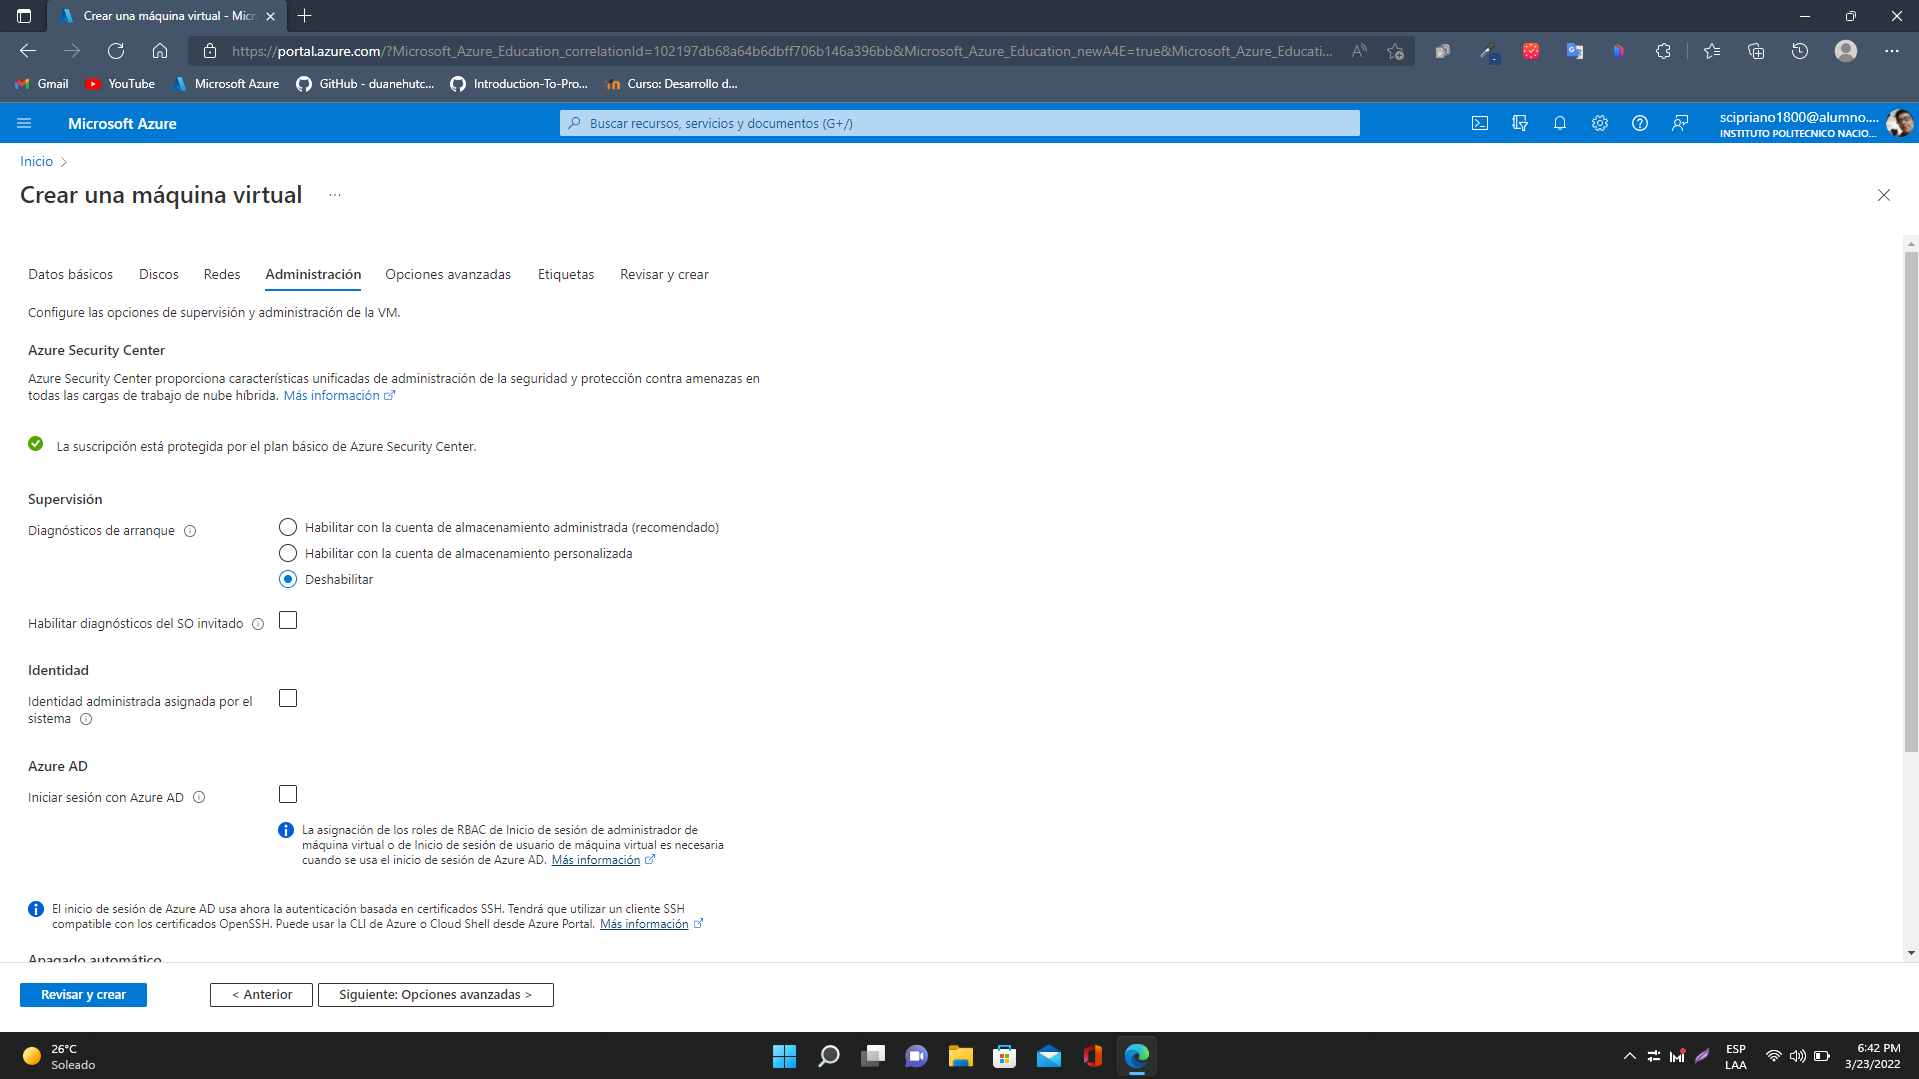 Crear una máquina virtual - Micr
https://portal.azure.com/?Microsoft_Azure_Education_correlationId=102197db68a64b6dbff706b146a396bb&Microsoft_Azure_Education_newA4E=true&Microsoft_Azure_Educati...
Gmail
YouTube
Microsoft Azure
GitHub - duanehutc...
Introduction-To-Pro...
Curso: Desarrollo d...
Microsoft Azure
Buscar recursos, servicios y documentos (G+/)
scipriano1800@alumno....
INSTITUTO POLITECNICO NACIO...
Inicio >
Crear una máquina virtual ...
Datos básicos
Discos
Redes
Administración
Opciones avanzadas
Etiquetas
Revisar y crear
Configure las opciones de supervisión y administración de la VM.
Azure Security Center
Azure Security Center proporciona características unificadas de administración de la seguridad y protección contra amenazas en
todas las cargas de trabajo de nube híbrida. Más información
La suscripción está protegida por el plan básico de Azure Security Center.
Supervisión
Diagnósticos de arranque
Habilitar con la cuenta de almacenamiento administrada (recomendado)
Habilitar con la cuenta de almacenamiento personalizada
Deshabilitar
Habilitar diagnósticos del SO invitado
Identidad
Identidad administrada asignada por el
sistema
Azure AD
Iniciar sesión con Azure AD
La asignación de los roles de RBAC de Inicio de sesión de administrador de
máquina virtual o de Inicio de sesión de usuario de máquina virtual es necesaria
cuando se usa el inicio de sesión de Azure AD. Más información
El inicio de sesión de Azure AD usa ahora la autenticación basada en certificados SSH. Tendrá que utilizar un cliente SSH
compatible con los certificados OpenSSH. Puede usar la CLI de Azure o Cloud Shell desde Azure Portal. Más información
Apagado automático
Revisar y crear
< Anterior
Siguiente: Opciones avanzadas >
26°C
Soleado
ESP
LAA
6:42 PM
3/23/2022